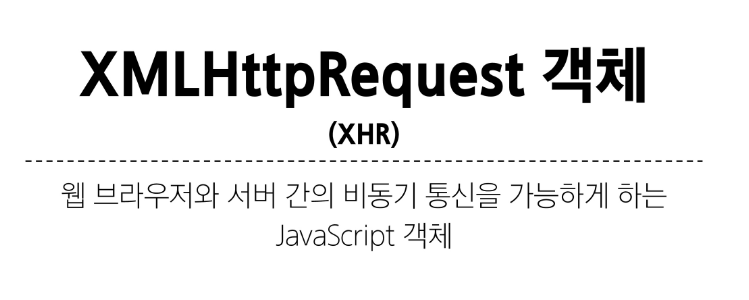 XMLHttpRequest 객체
(XHR)
웹 브라우저와 서버 간의 비동기 통신을 가능하게 하는
JavaScript 객체